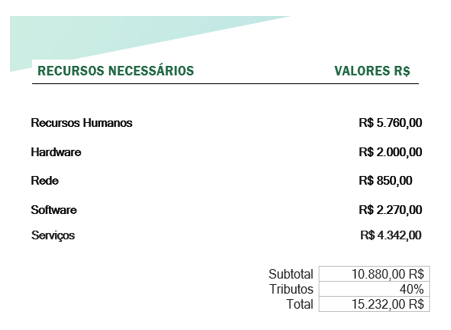 RECURSOS NECESSÁRIOS VALORES R$
Recursos Humanos R$ 5.760,00
Hardware R$ 2.000,00
Rede R$ 850,00
Software R$ 2.270,00
Serviços R$ 4.342,00
Subtotal 10.880,00 R$
Tributos 40%
Total 15.232,00 R$